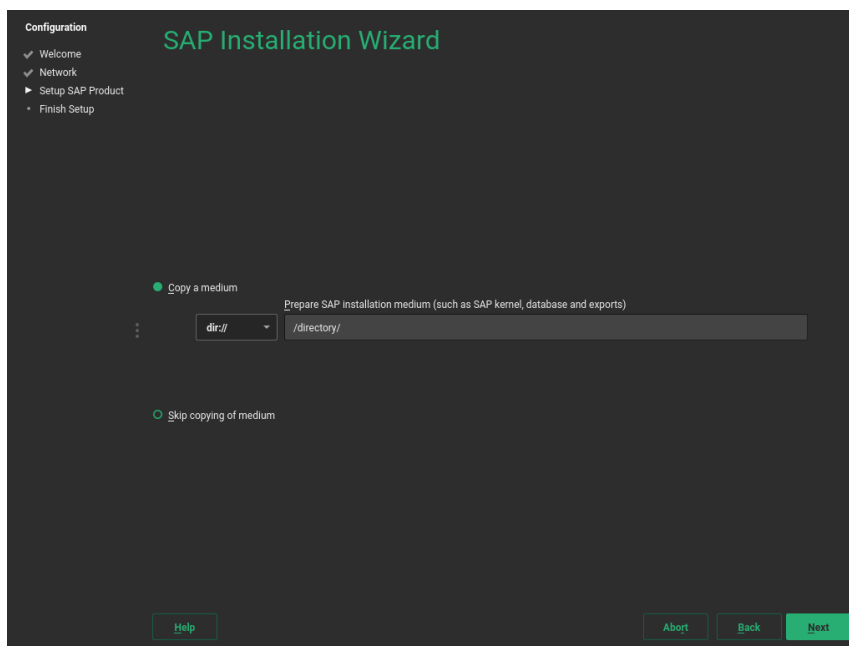 Configuration
Welcome
Network
Setup SAP Product
Finish Setup
SAP Installation Wizard
Copy a medium
Prepare SAP installation medium (such as SAP kernel, database and exports)
dir:// /directory/
Skip copying of medium
Help Abort Back Next